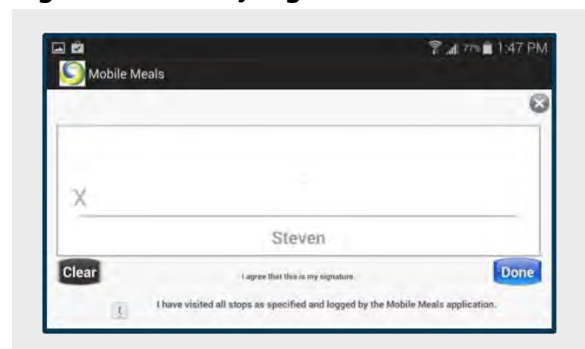 77% 1:47 PM
Mobile Meals
X
Steven
Clear
I agree that this is my signature.
Done
I have visited all stops as specified and logged by the Mobile Meals application.